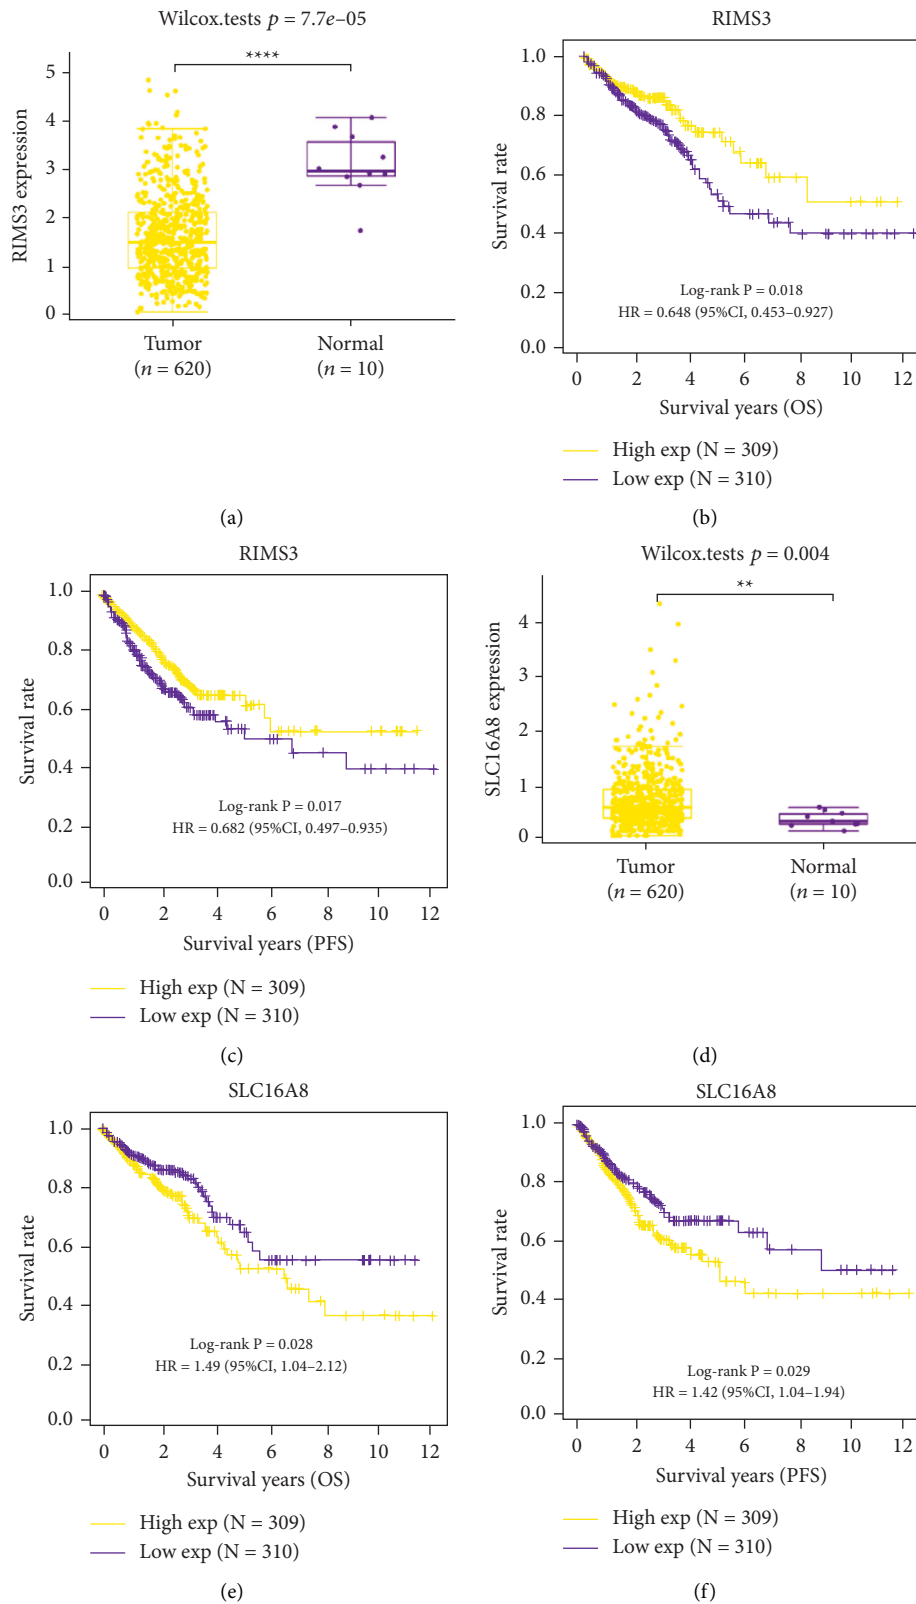 Wilcox.tests p = 7.7e–05
****
RIMS3 expression
5
4
3
2
1
0
Tumor
(n = 620)
Normal
(n = 10)
(a)
RIMS3
Survival rate
1.0
0.8
0.6
0.4
0.2
0.0
Log-rank P = 0.018
HR = 0.648 (95%CI, 0.453–0.927)
0 2 4 6 8 10 12
Survival years (OS)
High exp (N = 309)
Low exp (N = 310)
(b)
RIMS3
Survival rate
1.0
0.8
0.6
0.4
0.2
0.0
Log-rank P = 0.017
HR = 0.682 (95%CI, 0.497–0.935)
0 2 4 6 8 10 12
Survival years (PFS)
High exp (N = 309)
Low exp (N = 310)
(c)
Wilcox.tests p = 0.004
**
SLC16A8 expression
4
3
2
1
0
Tumor
(n = 620)
Normal
(n = 10)
(d)
SLC16A8
Survival rate
1.0
0.8
0.6
0.4
0.2
0.0
Log-rank P = 0.028
HR = 1.49 (95%CI, 1.04–2.12)
0 2 4 6 8 10 12
Survival years (OS)
High exp (N = 309)
Low exp (N = 310)
(e)
SLC16A8
Survival rate
1.0
0.8
0.6
0.4
0.2
0.0
Log-rank P = 0.029
HR = 1.42 (95%CI, 1.04–1.94)
0 2 4 6 8 10 12
Survival years (PFS)
High exp (N = 309)
Low exp (N = 310)
(f)